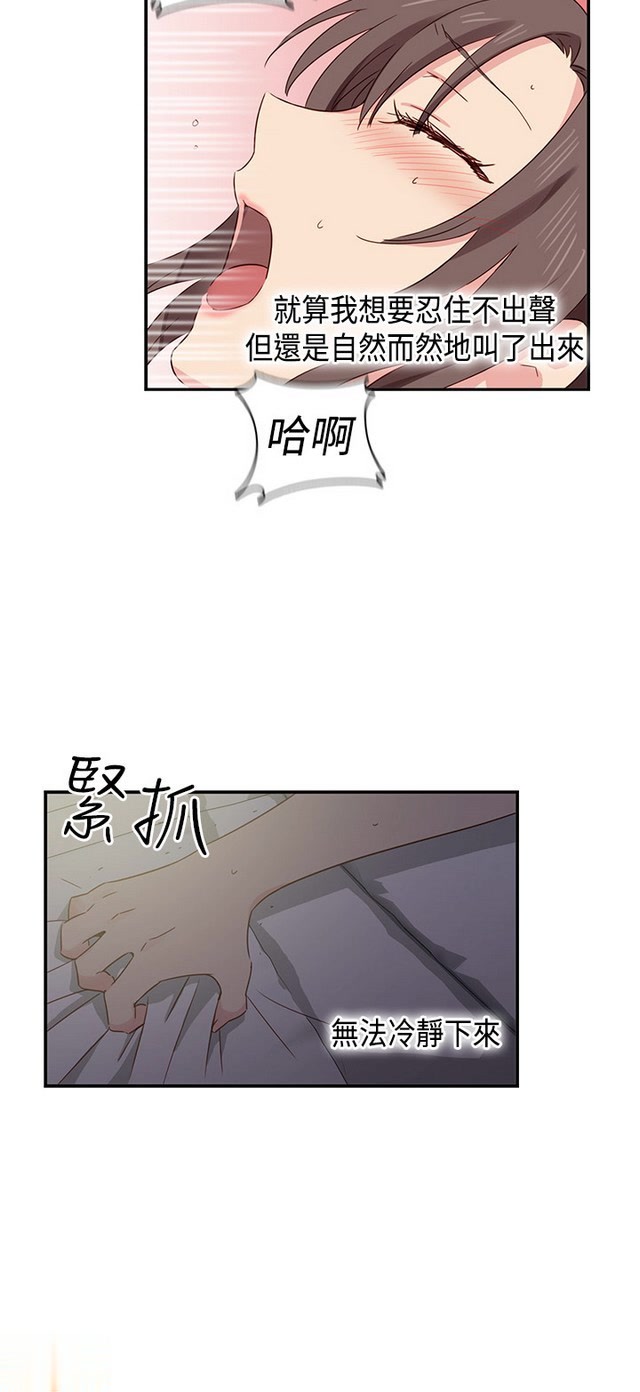 就算我想要忍住不出聲
但還是自然而然地叫了出來
哈啊
緊抓
無法冷靜下來